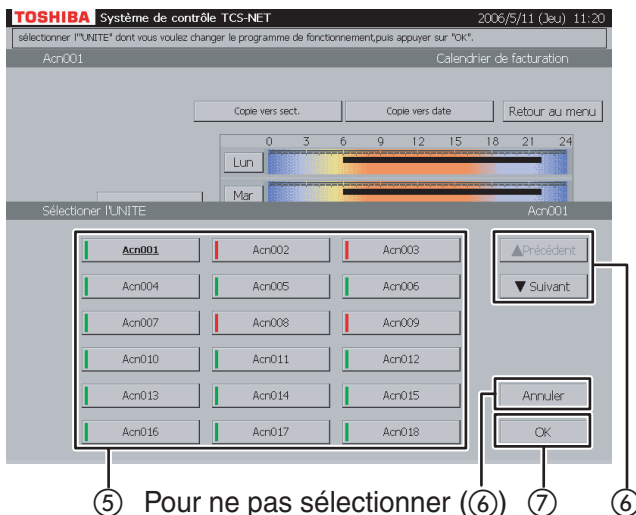 TOSHIBA Système de contrôle TCS-NET 2006/5/11 (Jeu) 11:20
sélectionner l'"UNITE" dont vous voulez changer le programme de fonctionnement,puis appuyer sur "OK".
Acn001 Calendrier de facturation
Copie vers sect. Copie vers date Retour au menu
0 3 6 9 12 15 18 21 24
Lun
Mar
Sélectioner l'UNITE Acn001
Acn001 Acn002 Acn003 ▲Précédent
Acn004 Acn005 Acn006 ▼ Suivant
Acn007 Acn008 Acn009
Acn010 Acn011 Acn012
Acn013 Acn014 Acn015 Annuler
Acn016 Acn017 Acn018 OK
⑤ Pour ne pas sélectionner (⑥) ⑦ ⑥